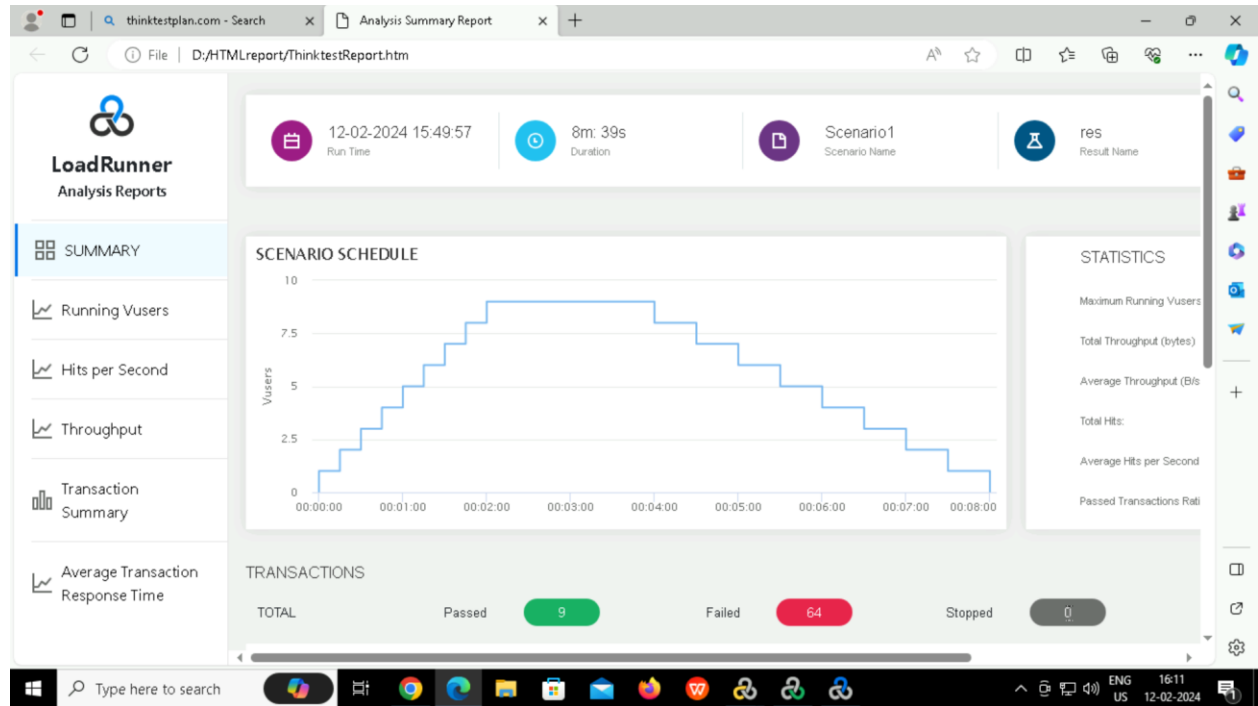 thinktestplan.com - Search
Analysis Summary Report
File
D:/HTMLreport/ThinktestReport.htm
LoadRunner
Analysis Reports
SUMMARY
Running Vusers
Hits per Second
Throughput
Transaction
Summary
Average Transaction
Response Time
12-02-2024 15:49:57
Run Time
8m: 39s
Duration
Scenario1
Scenario Name
res
Result Name
SCENARIO SCHEDULE
10
7.5
5
2.5
0
Vusers
00:00:00 00:01:00 00:02:00 00:03:00 00:04:00 00:05:00 00:06:00 00:07:00 00:08:00
STATISTICS
Maximum Running Vusers
Total Throughput (bytes)
Average Throughput (B/s
Total Hits:
Average Hits per Second
Passed Transactions Rati
TRANSACTIONS
TOTAL Passed 9 Failed 64 Stopped 0
Type here to search
ENG
US
16:11
12-02-2024
1